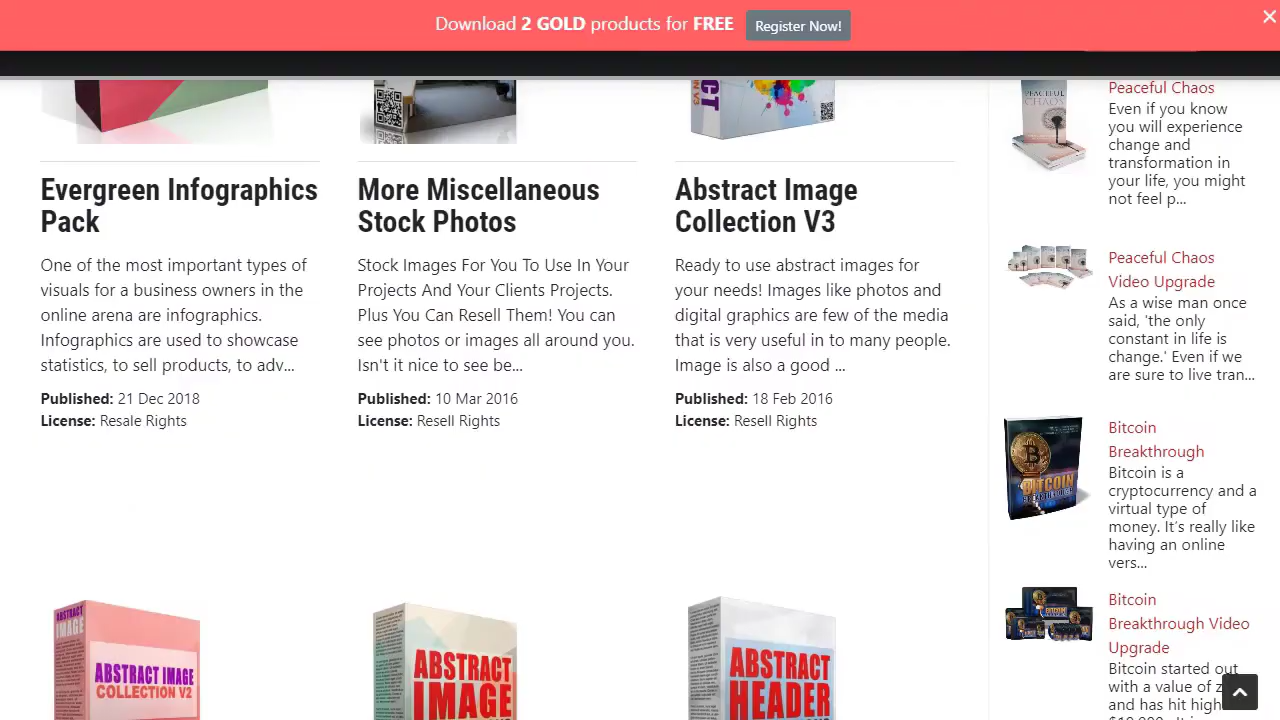 Download 2 GOLD products for FREE Register Now!
Evergreen Infographics
Pack
One of the most important types of
visuals for a business owners in the
online arena are infographics.
Infographics are used to showcase
statistics, to sell products, to adv...
Published: 21 Dec 2018
License: Resale Rights
More Miscellaneous
Stock Photos
Stock Images For You To Use In Your
Projects And Your Clients Projects.
Plus You Can Resell Them! You can
see photos or images all around you.
Isn't it nice to see be...
Published: 10 Mar 2016
License: Resell Rights
Abstract Image
Collection V3
Ready to use abstract images for
your needs! Images like photos and
digital graphics are few of the media
that is very useful in to many people.
Image is also a good ...
Published: 18 Feb 2016
License: Resell Rights
ABSTRACT
IMAGE
ABSTRACT IMAGE
COLLECTION V2
ABSTRACT
IMAGE
ABSTRACT
HEADER
PEACEFUL
CHAOS
Peaceful Chaos
Even if you know
you will experience
change and
transformation in
your life, you might
not feel p...
Peaceful Chaos
Video Upgrade
As a wise man once
said, 'the only
constant in life is
change.' Even if we
are sure to live tran...
BITCOIN
BREAKTHROUGH
Bitcoin
Breakthrough
Bitcoin is a
cryptocurrency and a
virtual type of
money. It's really like
having an online
vers...
Bitcoin
Breakthrough Video
Upgrade
Bitcoin started out
with a value of
and has hit high